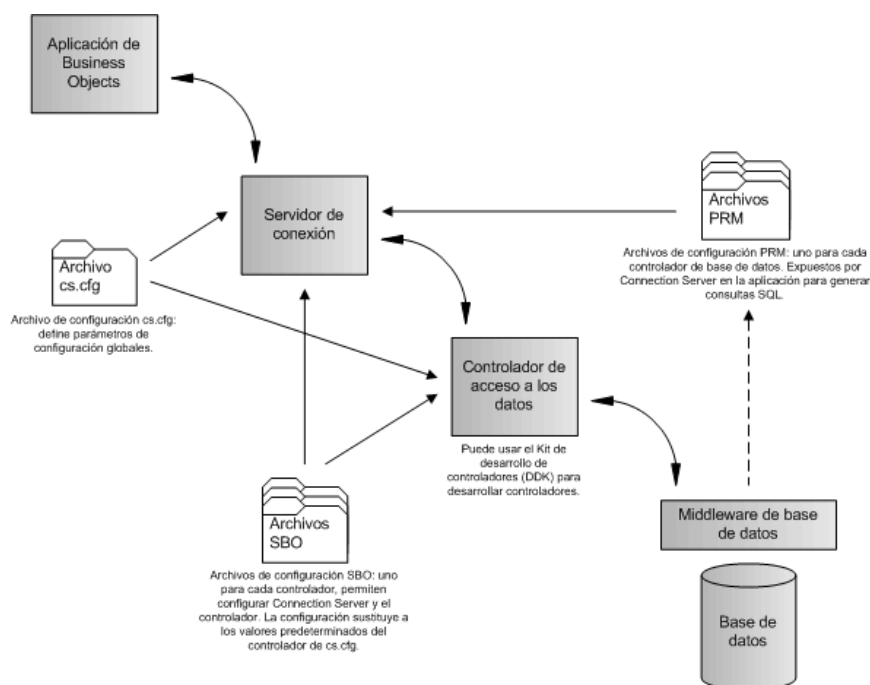 Aplicación de
Business
Objects
Servidor de
conexión
Archivos
PRM
Archivos de configuración PRM: uno para cada
controlador de base de datos. Expuestos por
Connection Server en la aplicación para generar
consultas SQL.
Archivo
cs.cfg
Archivo de configuración cs.cfg:
define parámetros de
configuración globales.
Controlador de
acceso a los
datos
Puede usar el Kit de
desarrollo de
controladores (DDK) para
desarrollar controladores.
Archivos
SBO
Archivos de configuración SBO: uno
para cada controlador, permiten
configurar Connection Server y el
controlador. La configuración sustituye a
los valores predeterminados del
controlador de cs.cfg.
Middleware de base
de datos
Base de
datos